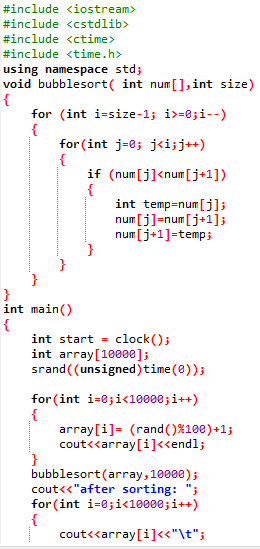 #include <iostream>
#include <cstdlib>
#include <ctime>
#include <time.h>
using namespace std;
void bubblesort( int num[],int size)
{
    for (int i=size-1; i>=0;i--)
    {
        for(int j=0; j<i;j++)
        {
            if (num[j]<num[j+1])
            {
                int temp=num[j];
                num[j]=num[j+1];
                num[j+1]=temp;
            }
        }
    }
}
int main()
{
    int start = clock();
    int array[10000];
    srand((unsigned)time(0));

    for(int i=0;i<10000;i++)
    {
        array[i]= (rand()%100)+1;
        cout<<array[i]<<endl;
    }
    bubblesort(array,10000);
    cout<<"after sorting: ";
    for(int i=0;i<10000;i++)
    {
        cout<<array[i]<<"\t";